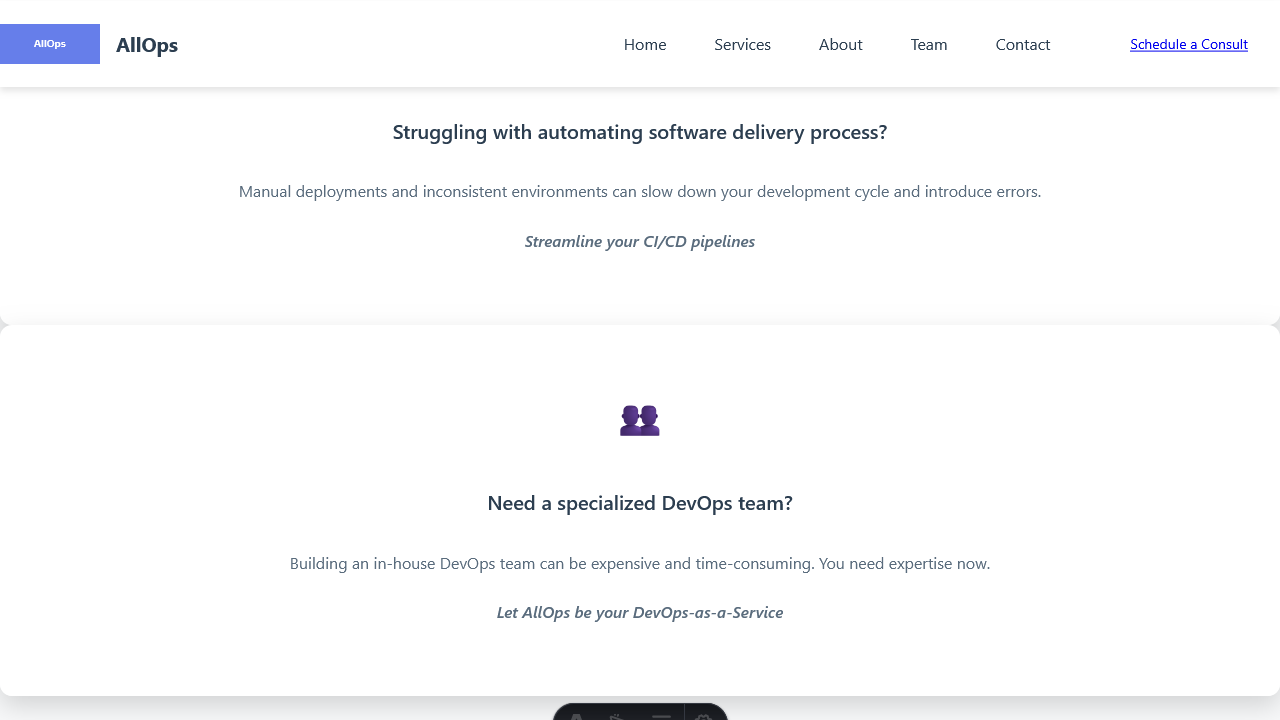 AllOps
AllOps
Home
Services
About
Team
Contact
Schedule a Consult
Struggling with automating software delivery process?
Manual deployments and inconsistent environments can slow down your development cycle and introduce errors.
Streamline your CI/CD pipelines
Need a specialized DevOps team?
Building an in-house DevOps team can be expensive and time-consuming. You need expertise now.
Let AllOps be your DevOps-as-a-Service